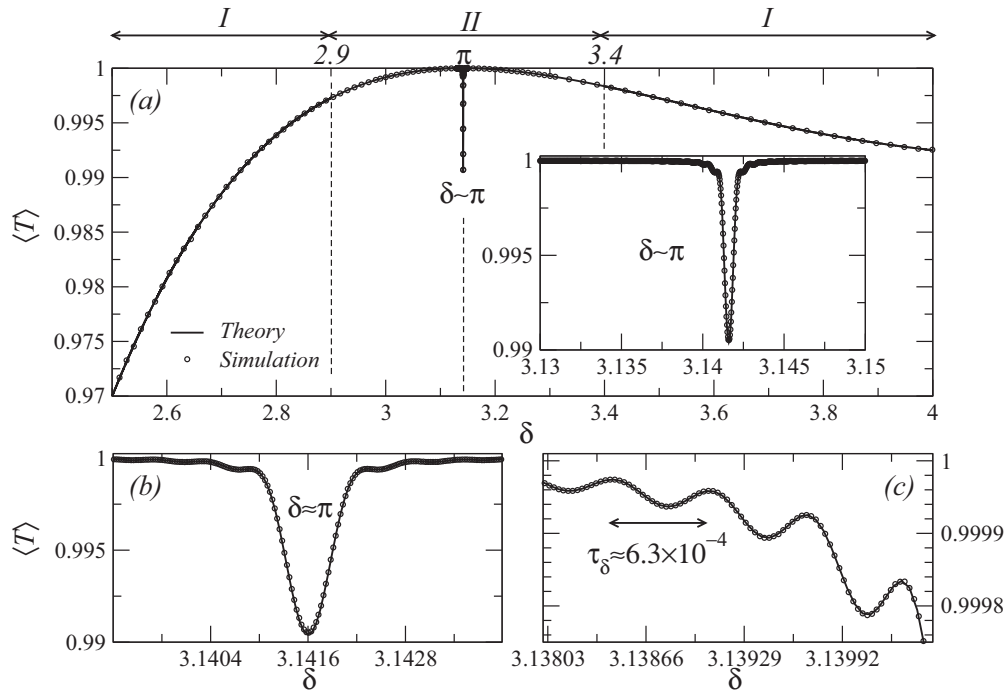 I II I
2.9 π 3.4
(a)
1
0.995
0.99
0.985
0.98
0.975
0.97
⟨T⟩
δ~π
Theory
Simulation
2.6 2.8 3 3.2 3.4 3.6 3.8 4
δ
1
0.995
0.99
δ~π
3.13 3.135 3.14 3.145 3.15
(b)
1
0.995
0.99
⟨T⟩
δ≈π
3.1404 3.1416 3.1428
δ
(c)
1
0.9999
0.9998
τδ≈6.3×10⁻⁴
3.13803 3.13866 3.13929 3.13992
δ